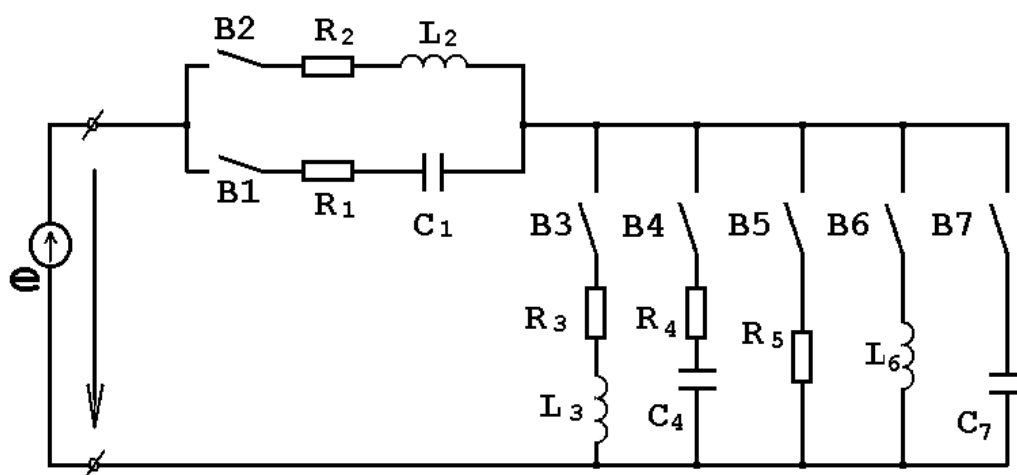 B2 R2 L2
B1 R1 C1
B3 B4 B5 B6 B7
R3 R4 R5 L6
L3 C4 C7
e